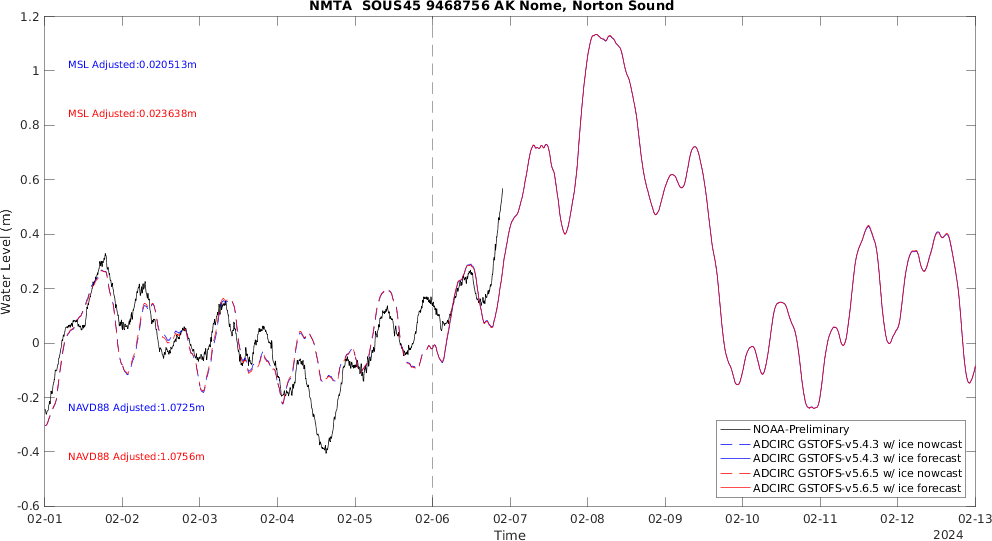 NMTA  SOUS45 9468756 AK Nome, Norton Sound
1.2
1
0.8
0.6
0.4
0.2
0
-0.2
-0.4
-0.6
Water Level (m)
MSL Adjusted:0.020513m
MSL Adjusted:0.023638m
NAVD88 Adjusted:1.0725m
NAVD88 Adjusted:1.0756m
NOAA-Preliminary
ADCIRC GSTOFS-v5.4.3 w/ ice nowcast
ADCIRC GSTOFS-v5.4.3 w/ ice forecast
ADCIRC GSTOFS-v5.6.5 w/ ice nowcast
ADCIRC GSTOFS-v5.6.5 w/ ice forecast
02-01 02-02 02-03 02-04 02-05 02-06 02-07 02-08 02-09 02-10 02-11 02-12 02-13
Time
2024